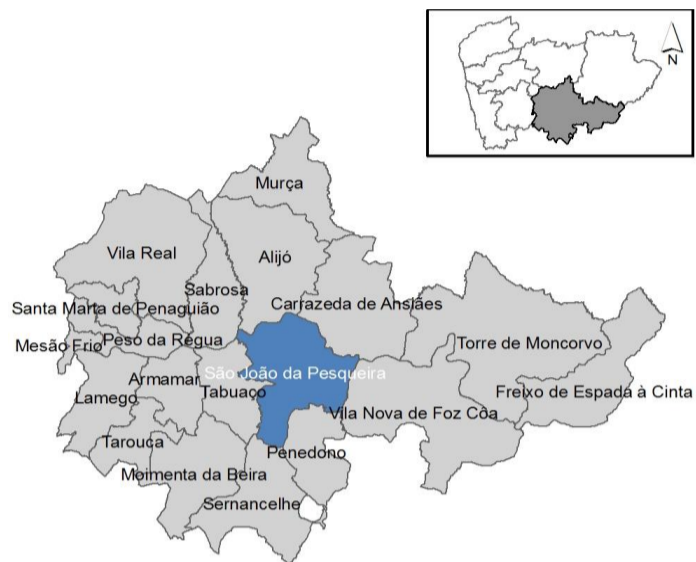 N
Murça
Vila Real
Alijó
Sabrosa
Carrazeda de Ansiães
Santa Marta de Penaguião
Mesão Frio
Peso da Régua
Torre de Moncorvo
São João da Pesqueira
Armamar
Tabuaço
Lamego
Freixo de Espada à Cinta
Vila Nova de Foz Côa
Tarouca
Penedono
Moimenta da Beira
Sernancelhe